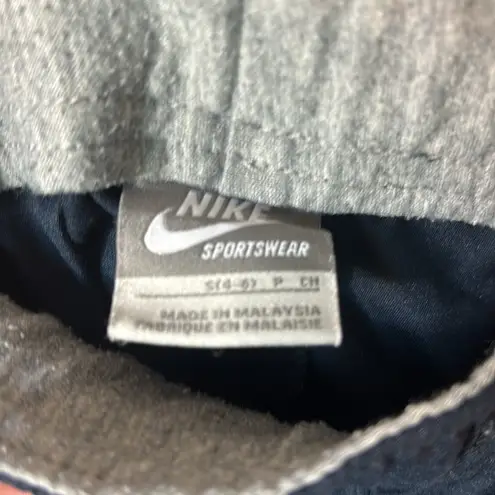 NIKE
SPORTSWEAR
S(4-6) P CH
MADE IN MALAYSIA
FABRIQUE EN MALAISIE